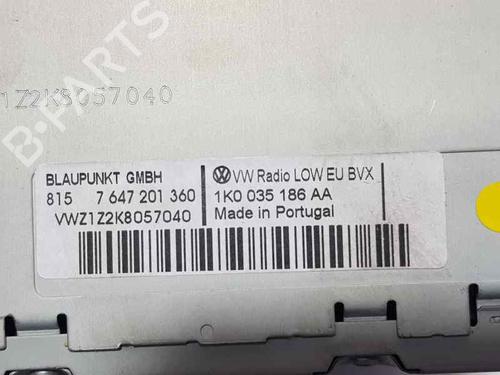 1Z2K8057040
BLAUPUNKT GMBH
815 7 647 201 360
VWZ1Z2K8057040
VW Radio LOW EU BVX
1K0 035 186 AA
Made in Portugal
B-PARTS